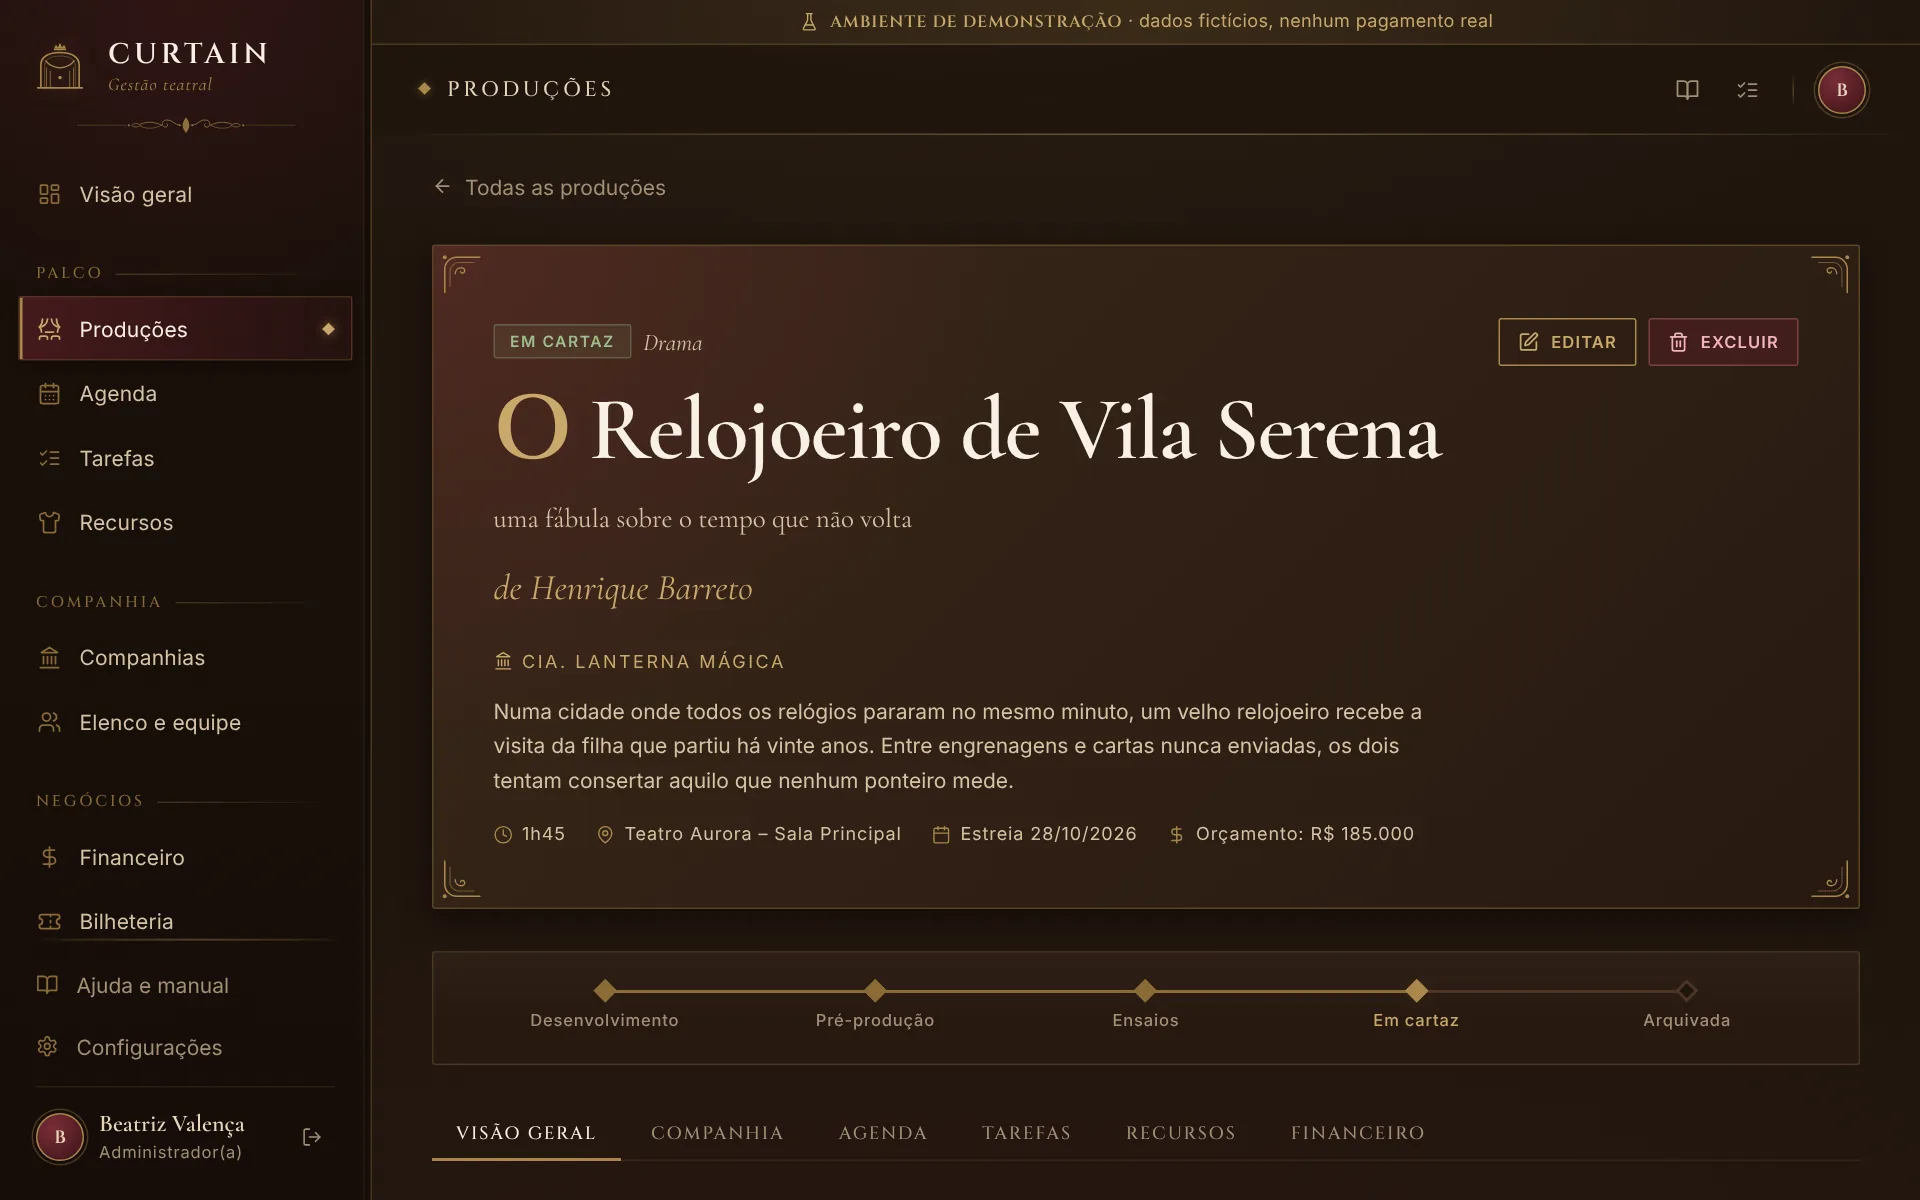 CURTAIN
Gestão teatral
Visão geral
PALCO
Produções
Agenda
Tarefas
Recursos
COMPANHIA
Companhias
Elenco e equipe
NEGÓCIOS
Financeiro
Bilheteria
Ajuda e manual
Configurações
B
Beatriz Valença
Administrador(a)
AMBIENTE DE DEMONSTRAÇÃO · dados fictícios, nenhum pagamento real
PRODUÇÕES
B
Todas as produções
EM CARTAZ Drama
EDITAR EXCLUIR
O Relojoeiro de Vila Serena
uma fábula sobre o tempo que não volta
de Henrique Barreto
CIA. LANTERNA MÁGICA
Numa cidade onde todos os relógios pararam no mesmo minuto, um velho relojoeiro recebe a
visita da filha que partiu há vinte anos. Entre engrenagens e cartas nunca enviadas, os dois
tentam consertar aquilo que nenhum ponteiro mede.
1h45 Teatro Aurora – Sala Principal Estreia 28/10/2026 Orçamento: R$ 185.000
Desenvolvimento Pré-produção Ensaios Em cartaz Arquivada
VISÃO GERAL COMPANHIA AGENDA TAREFAS RECURSOS FINANCEIRO